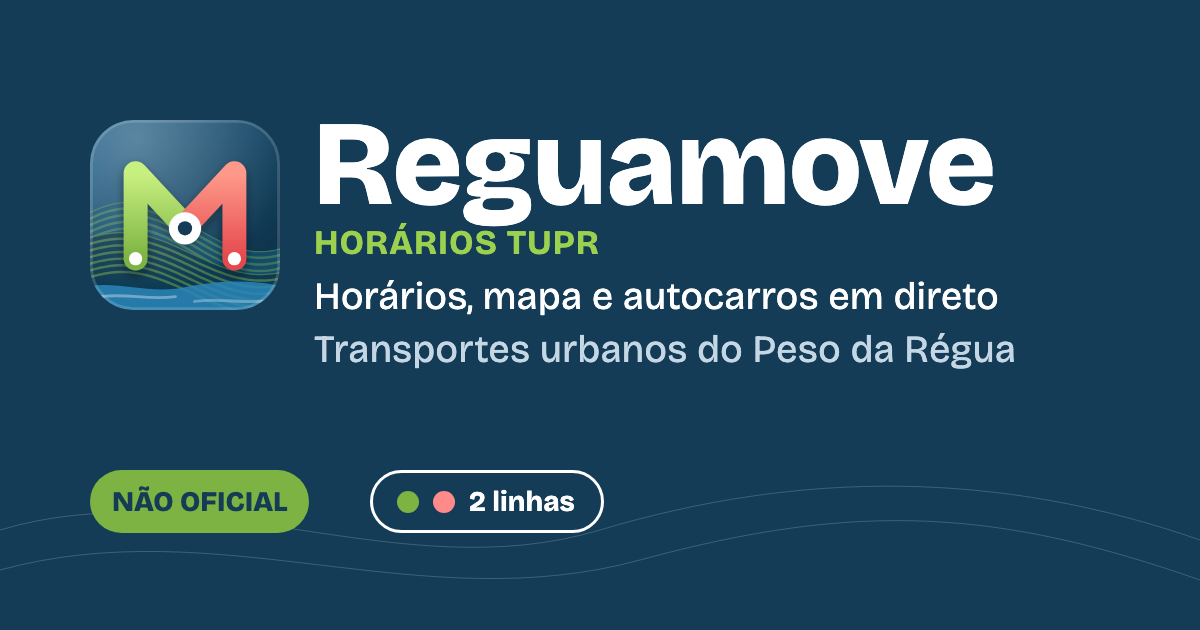 Reguamove
HORÁRIOS TUPR
Horários, mapa e autocarros em direto
Transportes urbanos do Peso da Régua
NÃO OFICIAL
2 linhas